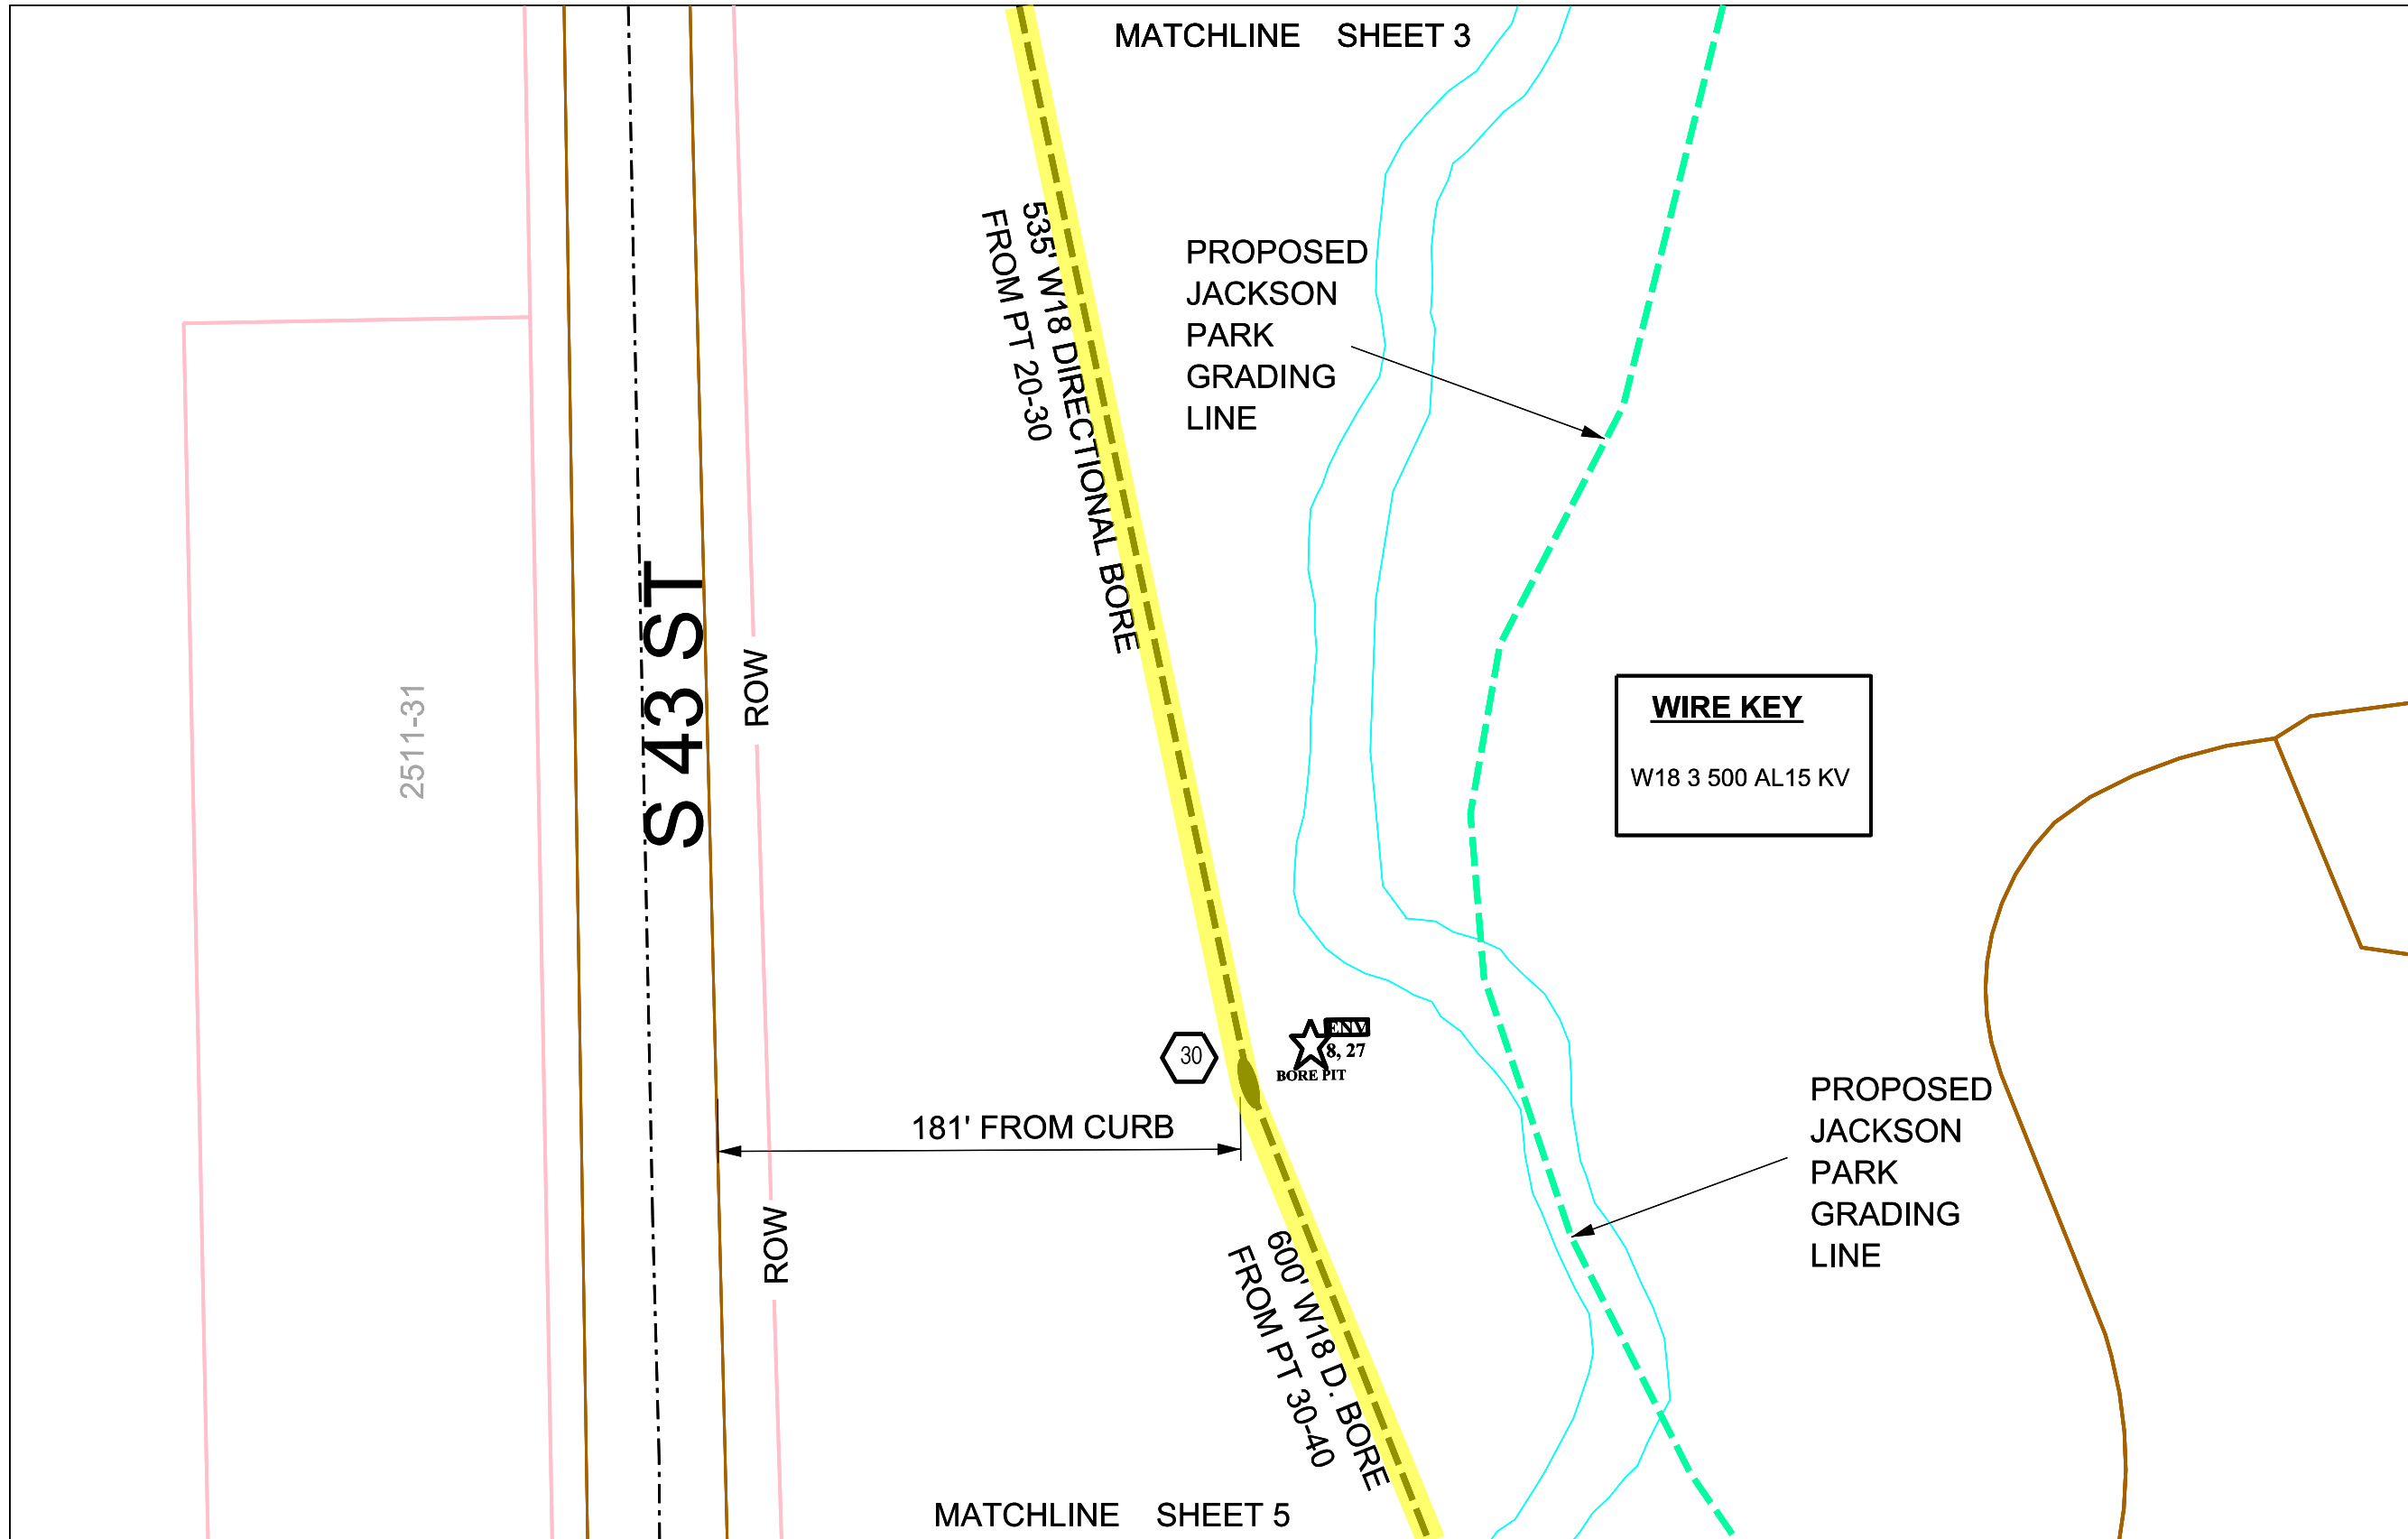 MATCHLINE SHEET 3
535' W18 DIRECTIONAL BORE
FROM PT 20-30
PROPOSED
JACKSON
PARK
GRADING
LINE
S 43 ST
ROW
2511-31
WIRE KEY
W18 3 500 AL15 KV
30
ENV
8, 27
BORE PIT
181' FROM CURB
PROPOSED
JACKSON
PARK
GRADING
LINE
ROW
600' W18 D. BORE
FROM PT 30-40
MATCHLINE SHEET 5